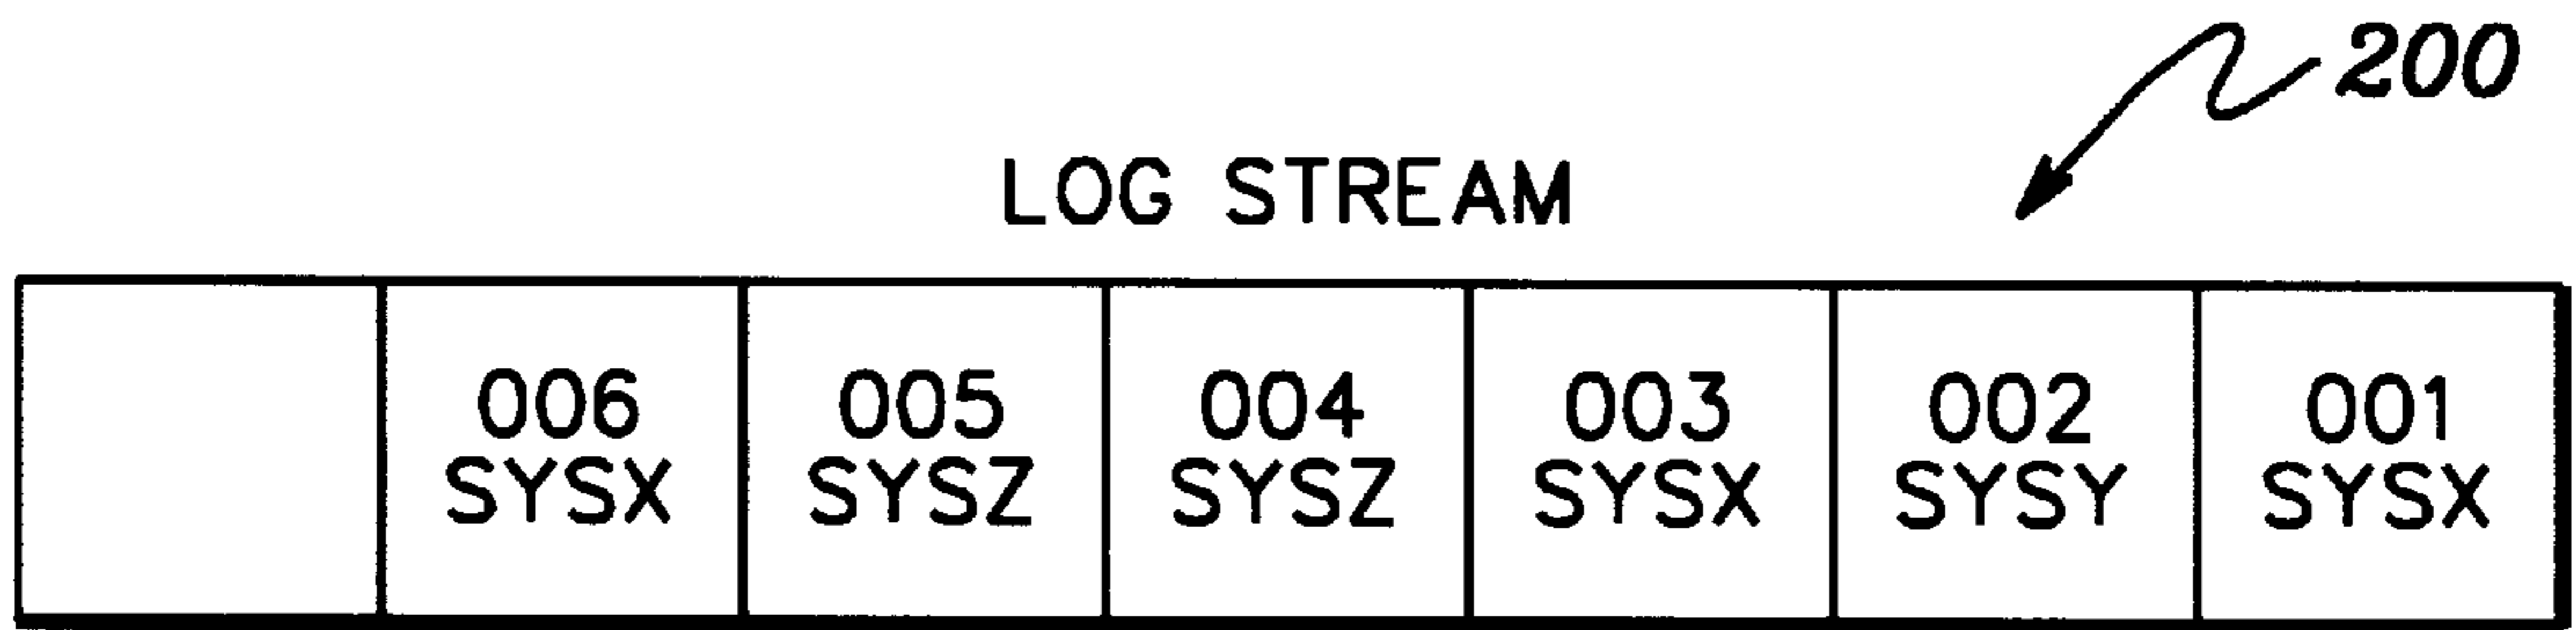 200
LOG STREAM
006 005 004 003 002 001
SYSX SYSZ SYSZ SYSX SYSY SYSX